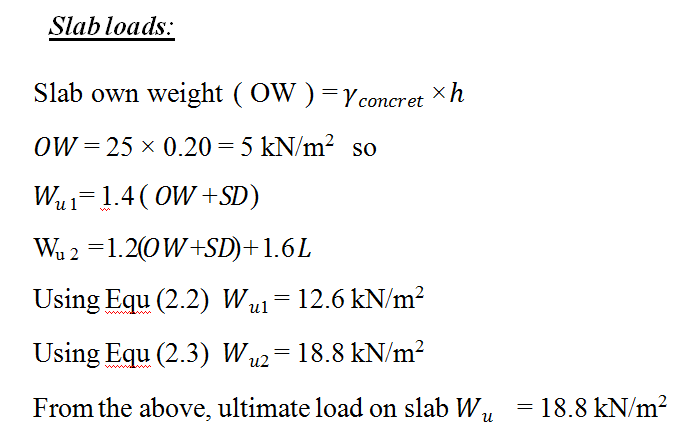 Slab loads:
Slab own weight ( OW ) = γconcret × h
OW = 25 × 0.20 = 5 kN/m² so
Wu1= 1.4 ( OW +SD)
Wu 2 =1.2(OW+SD)+1.6L
Using Equ (2.2) Wu1 = 12.6 kN/m²
Using Equ (2.3) Wu2 = 18.8 kN/m²
From the above, ultimate load on slab Wu = 18.8 kN/m²